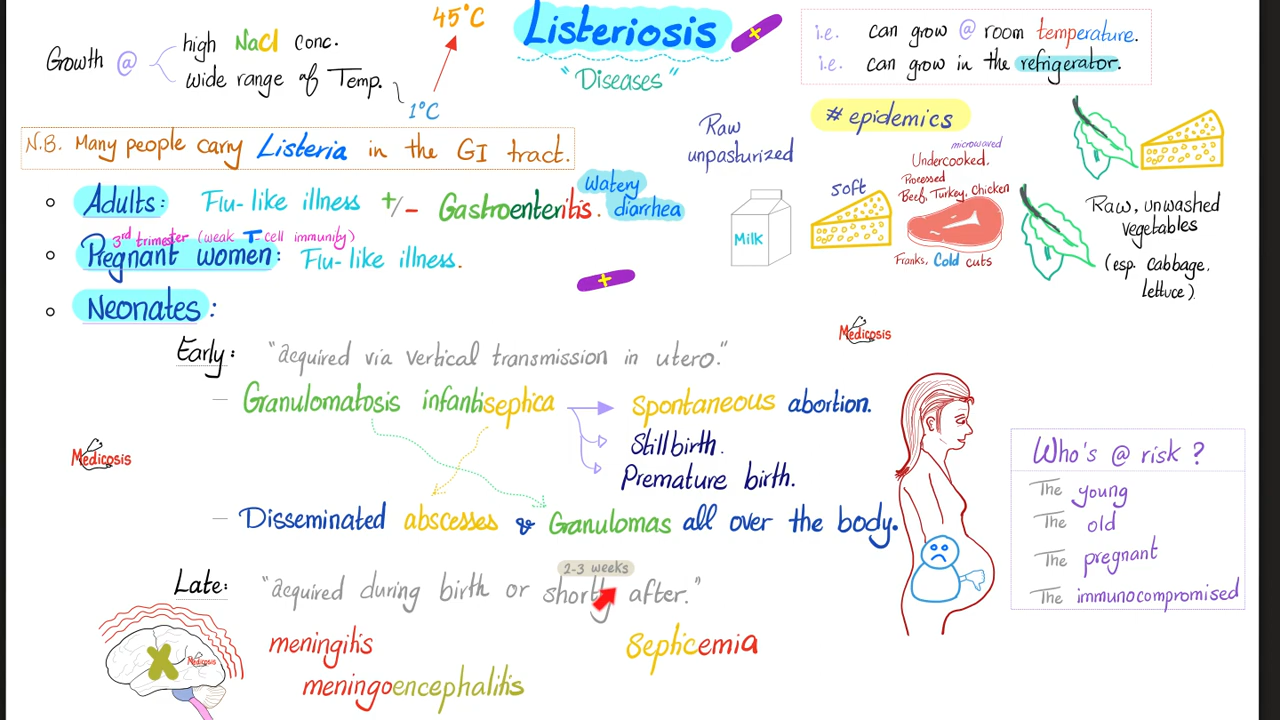 Listeriosis
"Diseases"
Growth @
high NaCl conc.
wide range of Temp.
45°C
1°C
i.e. can grow @ room temperature.
i.e. can grow in the refrigerator.
N.B. Many people carry Listeria in the GI tract.
# epidemics
Raw
unpasturized
Milk
soft
microwaved
Undercooked,
Processed
Beef, Turkey, Chicken
Franks, Cold cuts
Raw, unwashed
vegetables
(esp. cabbage,
lettuce).
Adults: Flu-like illness +/- Gastroenteritis.
Watery
diarrhea
3rd trimester (weak T-cell immunity)
Pregnant women: Flu-like illness.
Neonates:
Early: "acquired via vertical transmission in utero."
- Granulomatosis infantiseptica
spontaneous abortion.
Stillbirth.
Premature birth.
- Disseminated abscesses & Granulomas all over the body.
2-3 weeks
Late: "acquired during birth or shortly after."
meningitis
septicemia
meningoencephalitis
Medicosis
Medicosis
Medicosis
Who's @ risk?
The young
The old
The pregnant
The immunocompromised